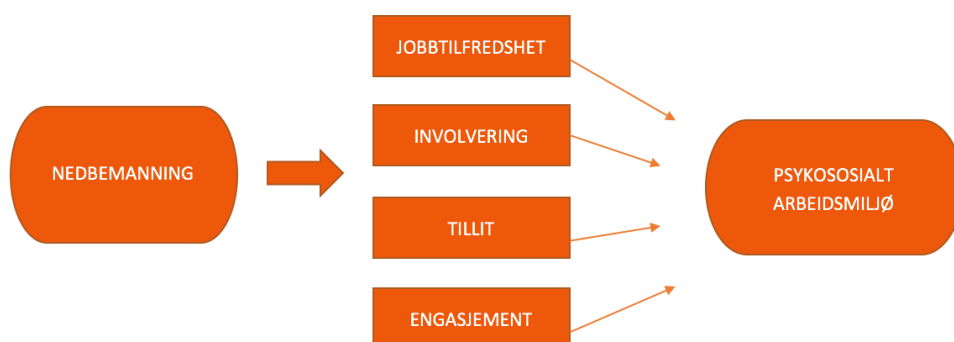 JOBBTILFREDSHET
INVOLVERING
NEDBEMANNING
PSYKOSOSIALT
ARBEIDSMILJØ
TILLIT
ENGASJEMENT